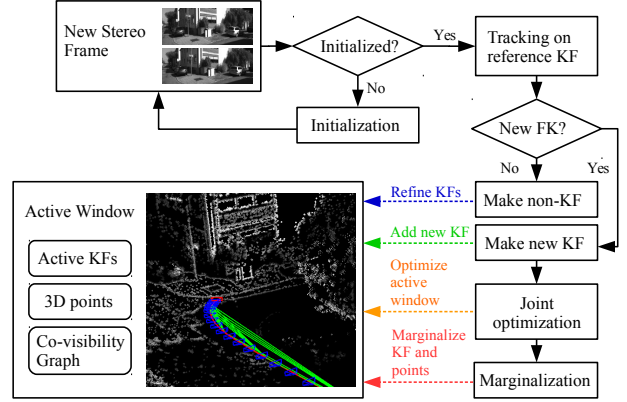 New Stereo
Frame
Initialized?
Yes
Tracking on
reference KF
No
Initialization
New FK?
No
Yes
Active Window
Active KFs
3D points
Co-visibility
Graph
Refine KFs
Make non-KF
Add new KF
Make new KF
Optimize
active
window
Joint
optimization
Marginalize
KF and
points
Marginalization